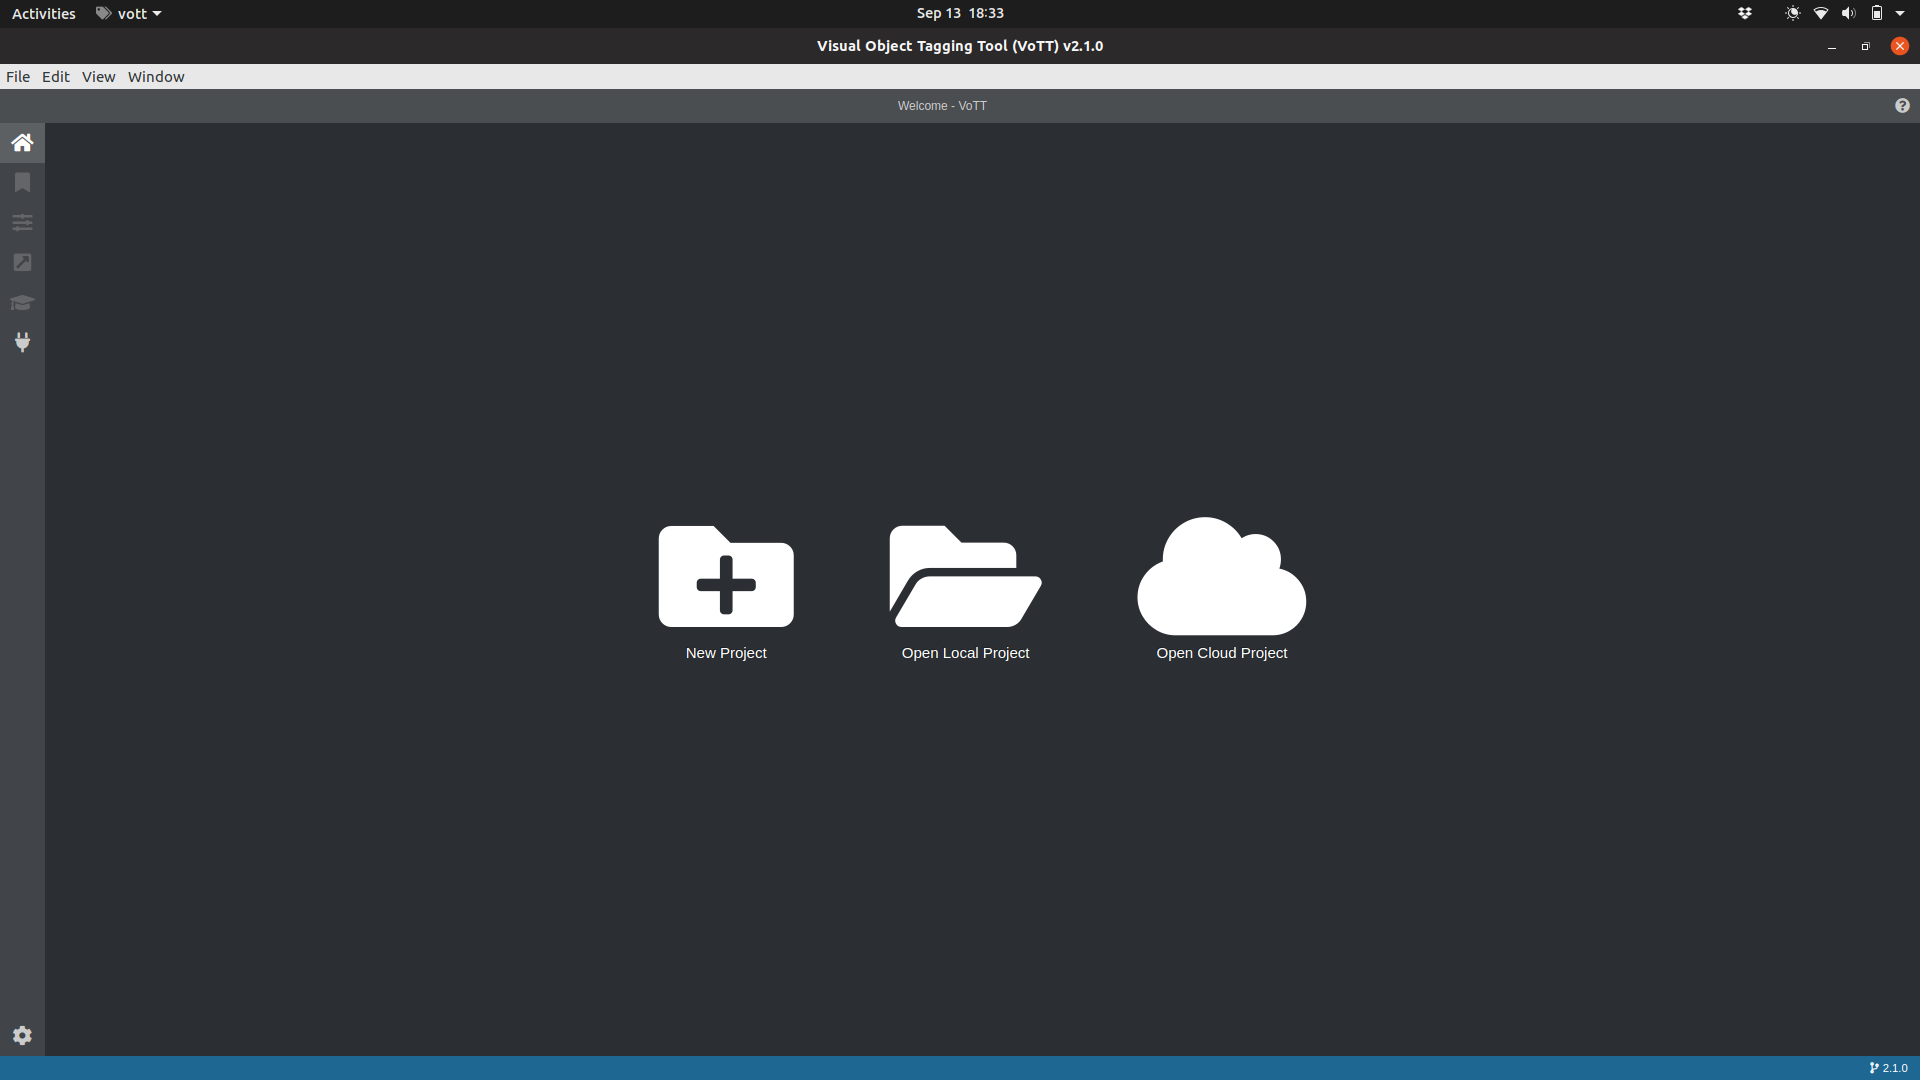 Activities vott Sep 13 18:33
Visual Object Tagging Tool (VoTT) v2.1.0
File Edit View Window
Welcome - VoTT ?
New Project Open Local Project Open Cloud Project
2.1.0